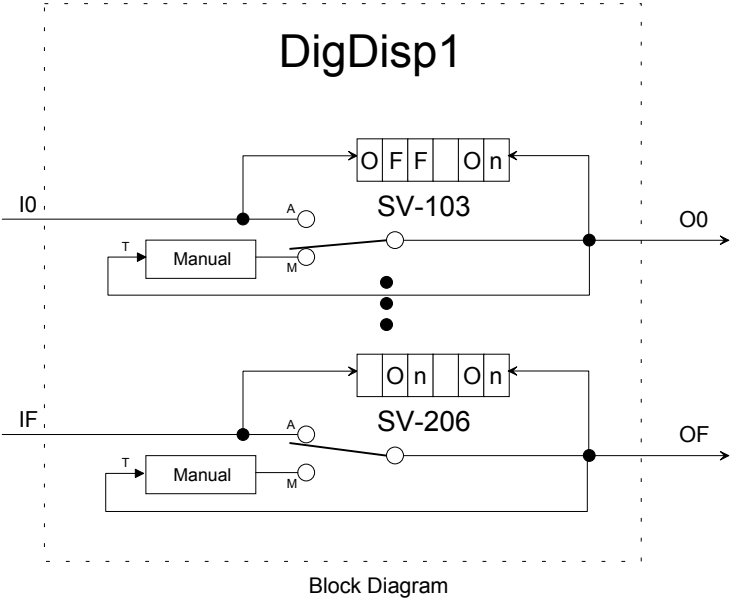 DigDisp1
OFF On
I0
A
SV-103
O0
T
Manual
M
On On
IF
A
SV-206
OF
T
Manual
M
Block Diagram